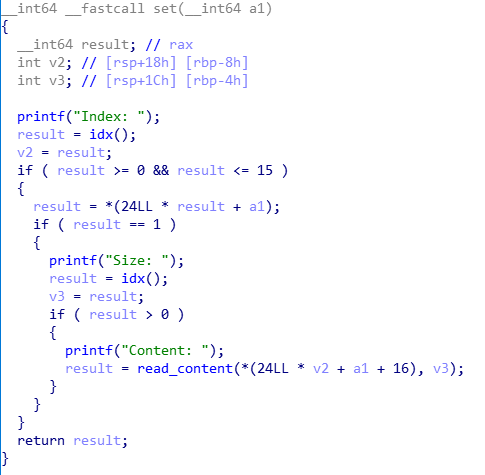 __int64 __fastcall set(__int64 a1)
{
  __int64 result; // rax
  int v2; // [rsp+18h] [rbp-8h]
  int v3; // [rsp+1Ch] [rbp-4h]

  printf("Index: ");
  result = idx();
  v2 = result;
  if ( result >= 0 && result <= 15 )
  {
    result = *(24LL * result + a1);
    if ( result == 1 )
    {
      printf("Size: ");
      result = idx();
      v3 = result;
      if ( result > 0 )
      {
        printf("Content: ");
        result = read_content(*(24LL * v2 + a1 + 16), v3);
      }
    }
  }
  return result;
}